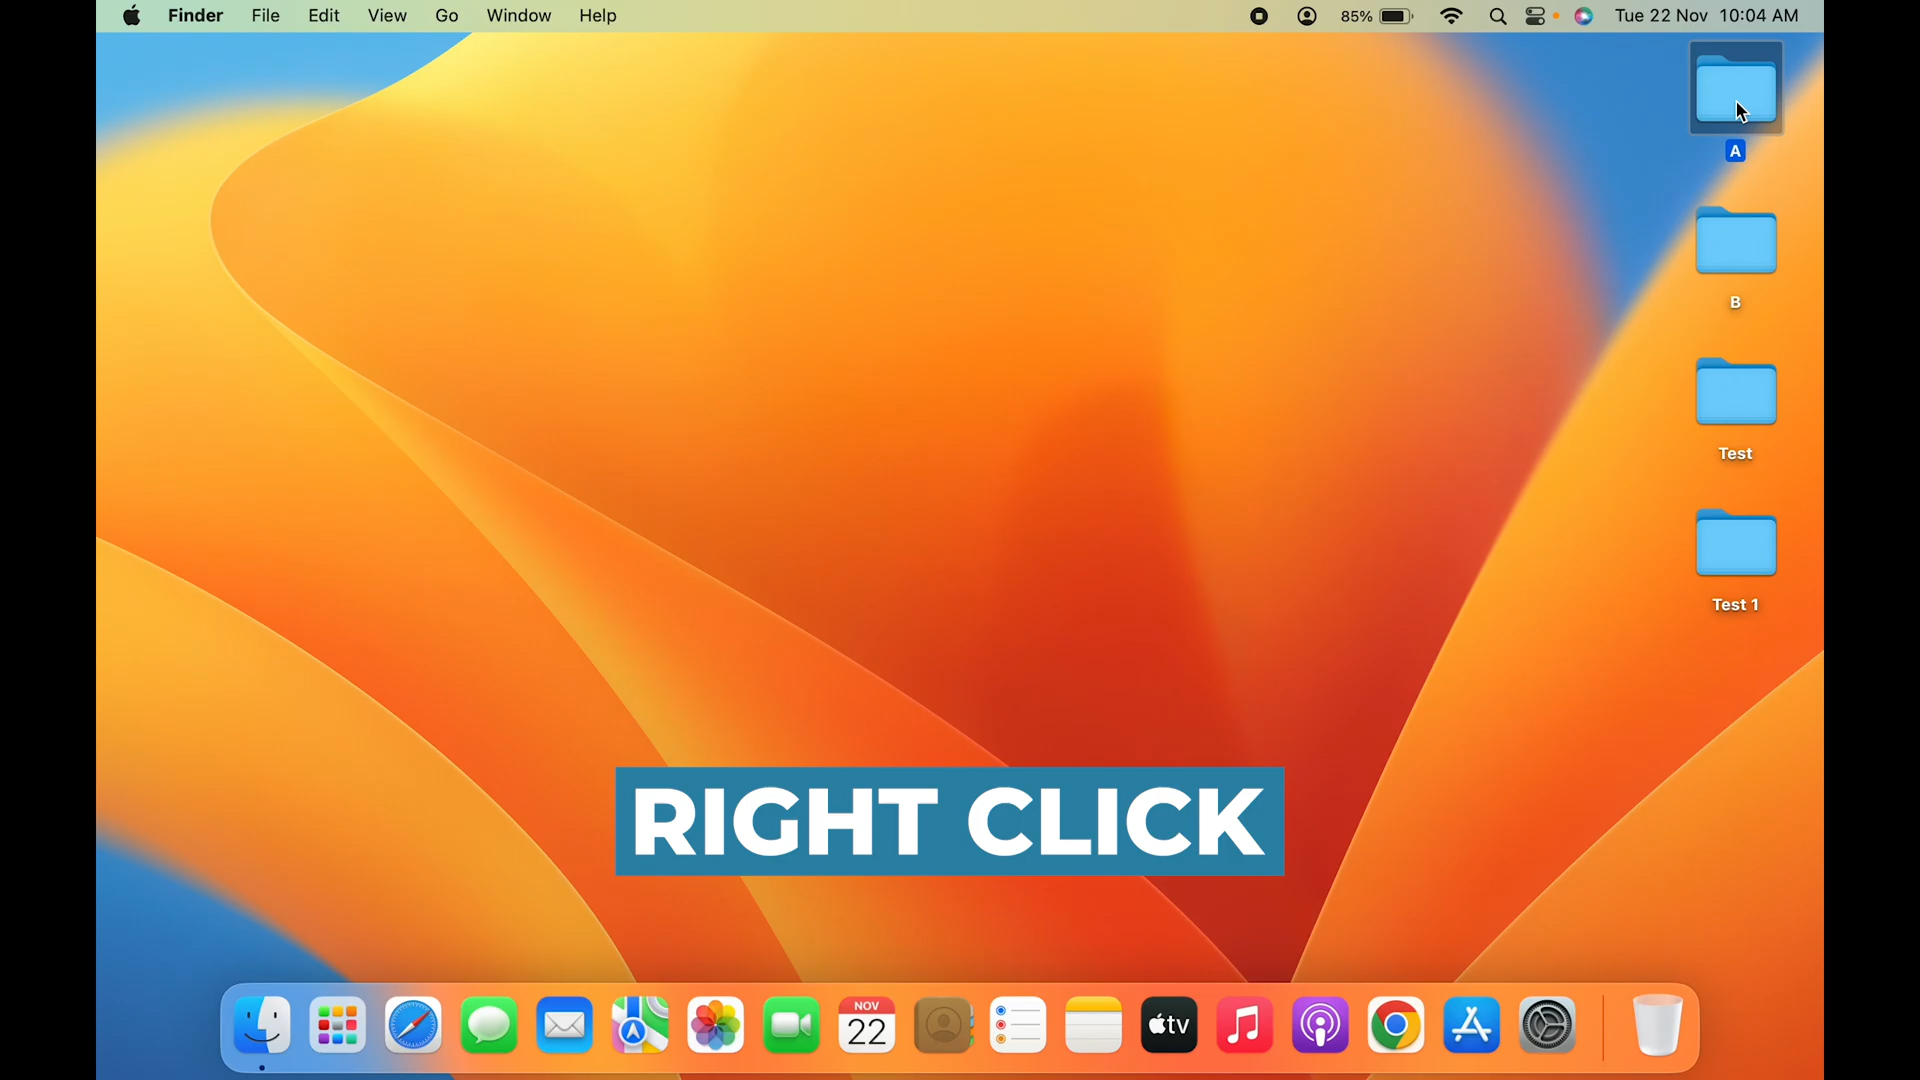 Finder File Edit View Go Window Help 85% Tue 22 Nov 10:04 AM
A
B
Test
Test 1
RIGHT CLICK
NOV
22
tv